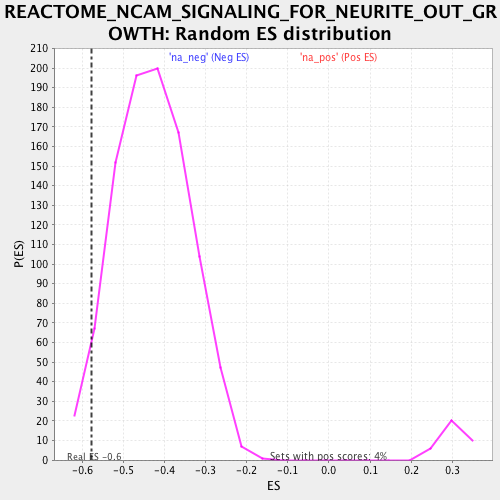 REACTOME_NCAM_SIGNALING_FOR_NEURITE_OUT_GR
OWTH: Random ES distribution
'na_neg' (Neg ES)
'na_pos' (Pos ES)
210
200
190
180
170
160
150
140
130
120
110
100
90
80
70
60
50
40
30
20
10
0
P(ES)
Real ES -0.6
Sets with pos scores: 4%
-0.6 -0.5 -0.4 -0.3 -0.2 -0.1 0.0 0.1 0.2 0.3
ES